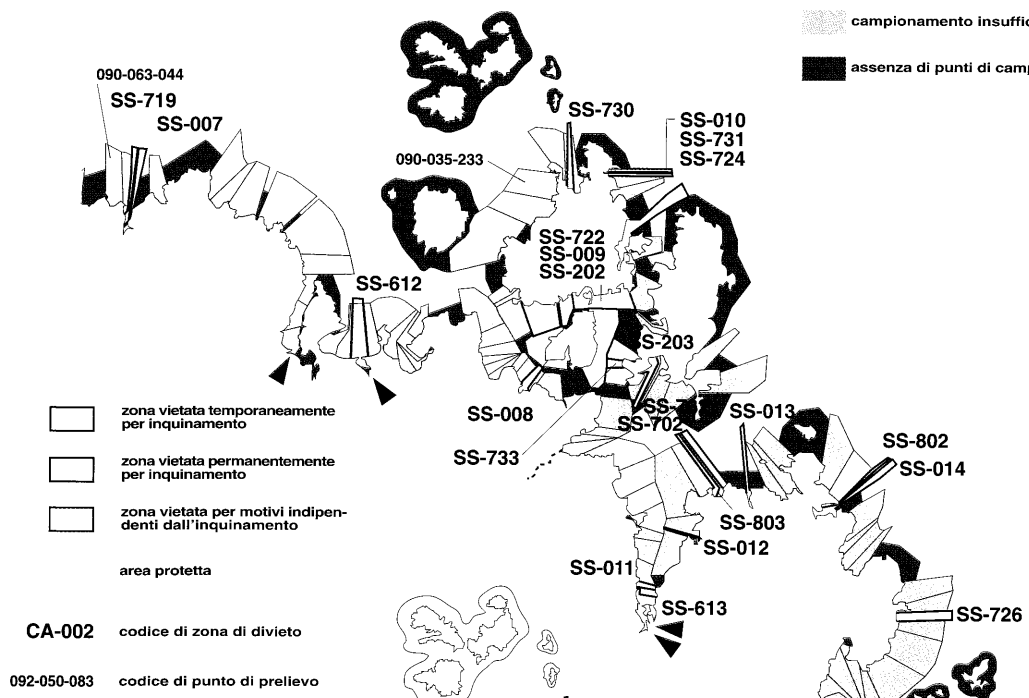 campionamento insuffic
assenza di punti di camp
090-063-044
SS-719
SS-007
SS-730
SS-010
SS-731
SS-724
090-035-233
SS-722
SS-009
SS-202
SS-612
SS-203
SS-008
SS-7
SS-702
SS-013
SS-733
SS-802
SS-014
SS-803
SS-012
SS-011
SS-613
SS-726
zona vietata temporaneamente
per inquinamento
zona vietata permanentemente
per inquinamento
zona vietata per motivi indipen-
denti dall'inquinamento
area protetta
CA-002 codice di zona di divieto
092-050-083 codice di punto di prelievo